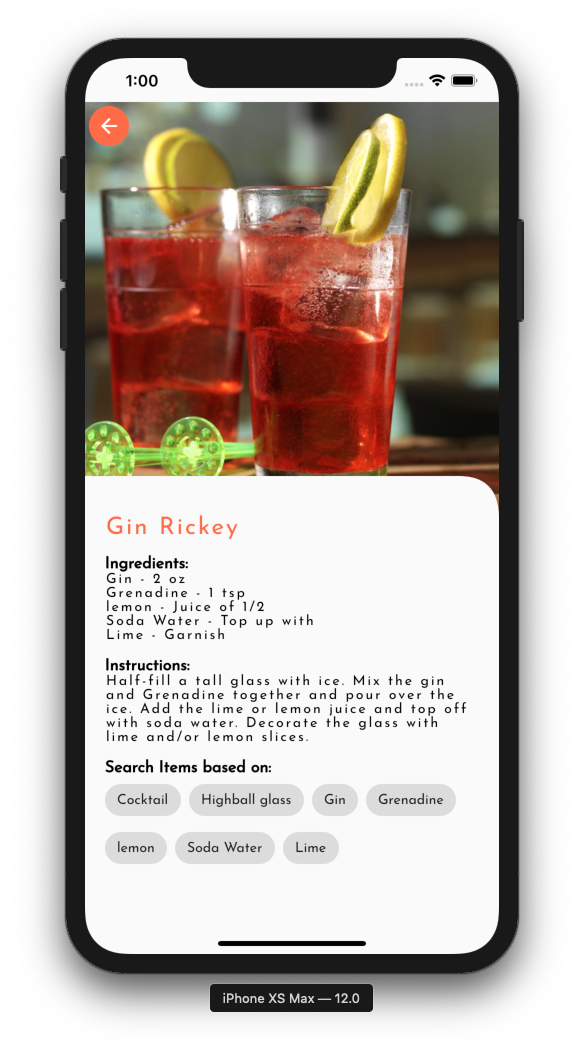 1:00
Gin Rickey
Ingredients:
Gin - 2 oz
Grenadine - 1 tsp
lemon - Juice of 1/2
Soda Water - Top up with
Lime - Garnish
Instructions:
Half-fill a tall glass with ice. Mix the gin
and Grenadine together and pour over the
ice. Add the lime or lemon juice and top off
with soda water. Decorate the glass with
lime and/or lemon slices.
Search Items based on:
Cocktail Highball glass Gin Grenadine
lemon Soda Water Lime
iPhone XS Max — 12.0